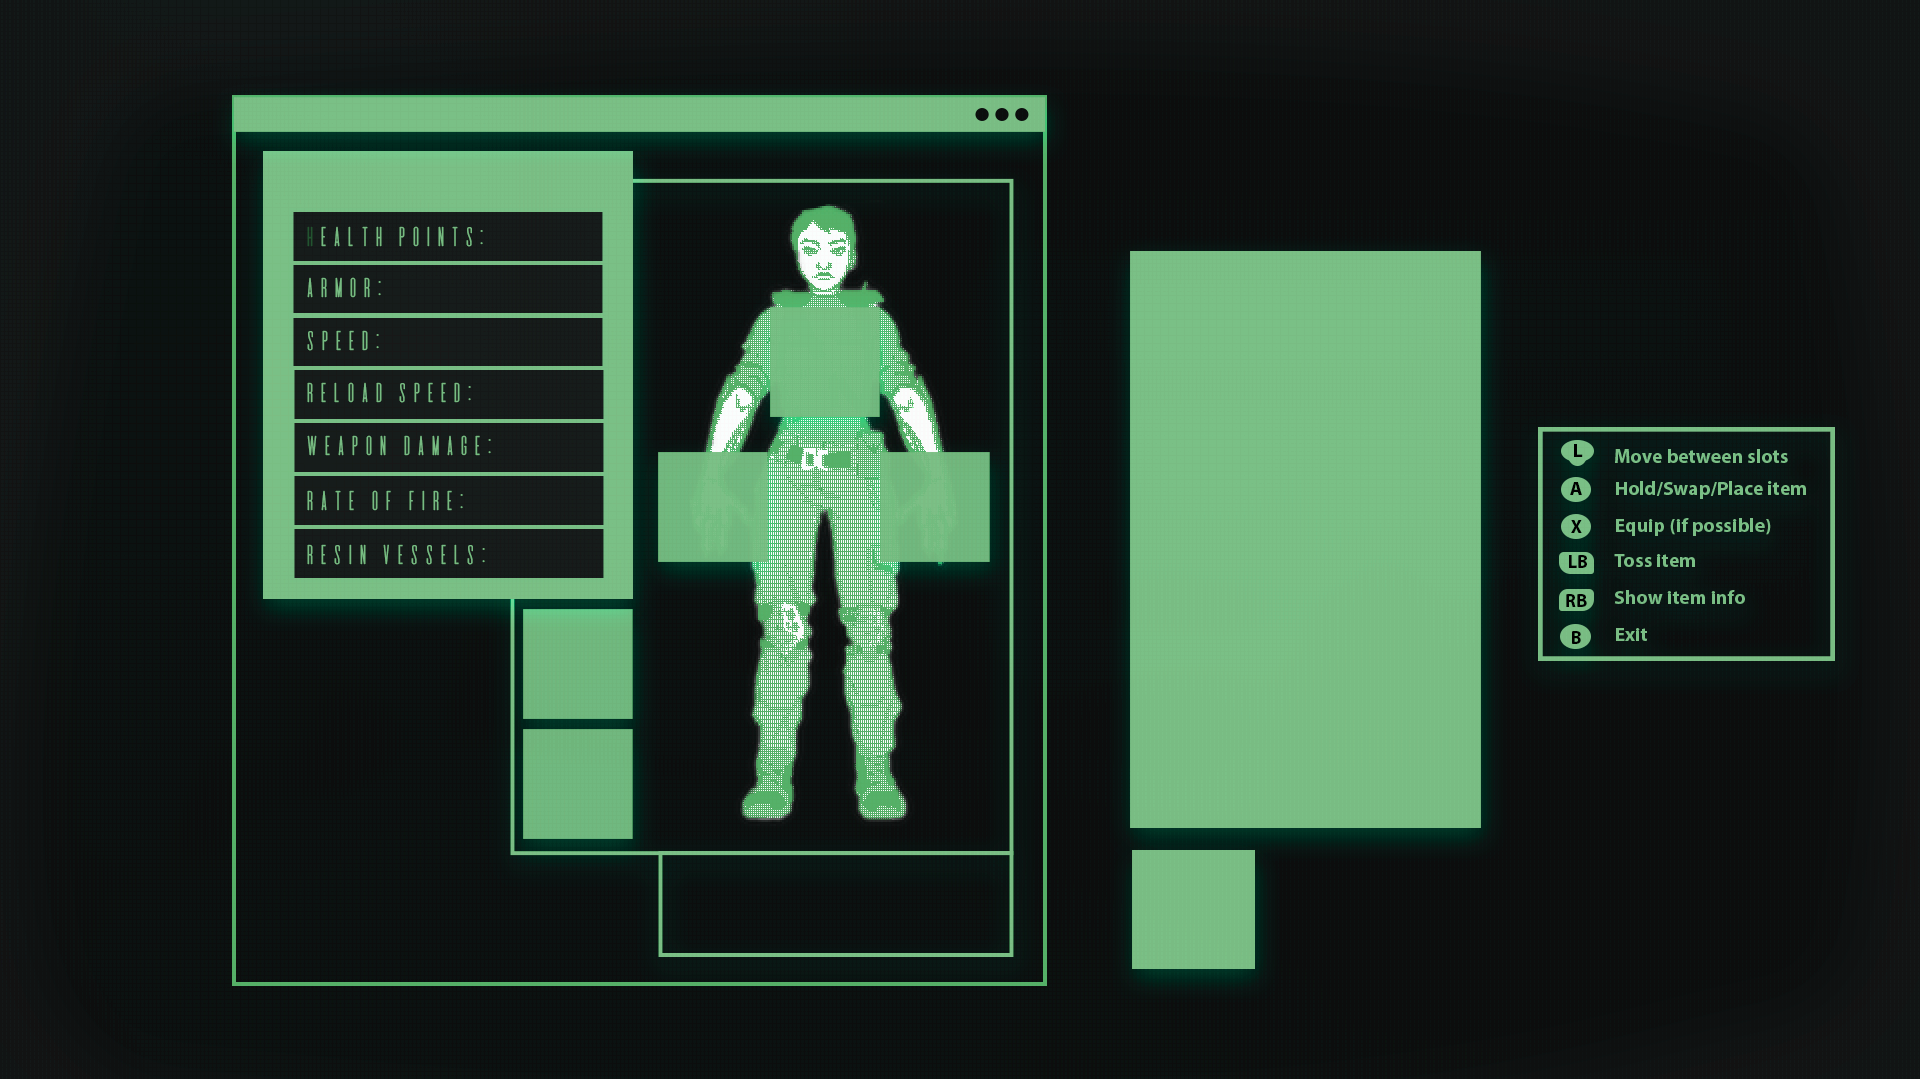 HEALTH POINTS:
ARMOR:
SPEED:
RELOAD SPEED:
WEAPON DAMAGE:
RATE OF FIRE:
RESIN VESSELS:
L Move between slots
A Hold/Swap/Place item
X Equip (if possible)
LB Toss item
RB Show item info
B Exit